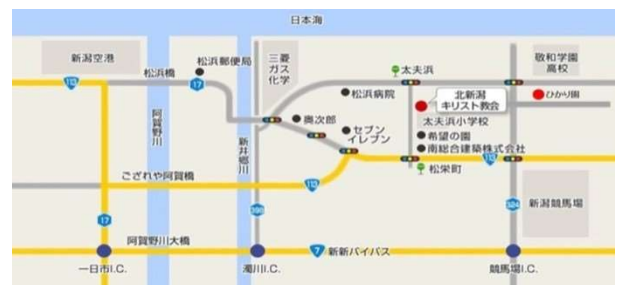 日本海
新潟空港
113
松浜橋
松浜郵便局
17
三菱
ガス
化学
松浜病院
太夫浜
北新潟
キリスト教会
敬和学園
高校
ひかり園
阿賀野川
新井郷川
奥次郎
セブン
イレブン
太夫浜小学校
希望の園
南総合建築株式会社
113
松栄町
ござれや阿賀橋
113
17
398
324
新潟競馬場
阿賀野川大橋
7
新新バイパス
一日市I.C.
濁川I.C.
競馬場I.C.